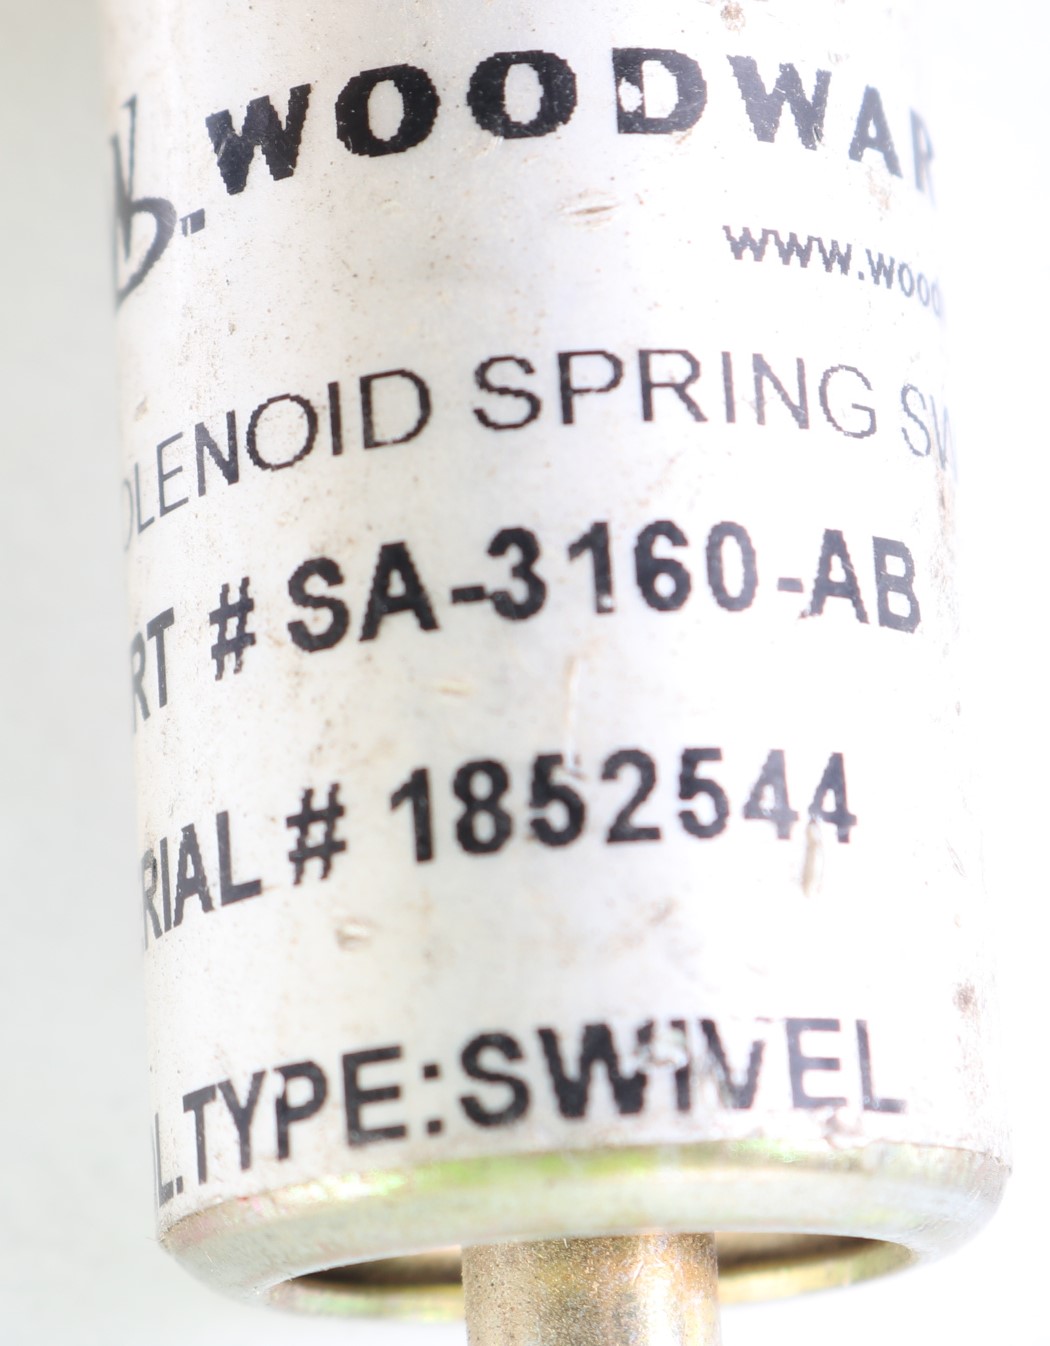 WOODWAR
www.wood
OLENOID SPRING SW
RT # SA-3160-AB
RIAL # 1852544
L.TYPE:SWIVEL